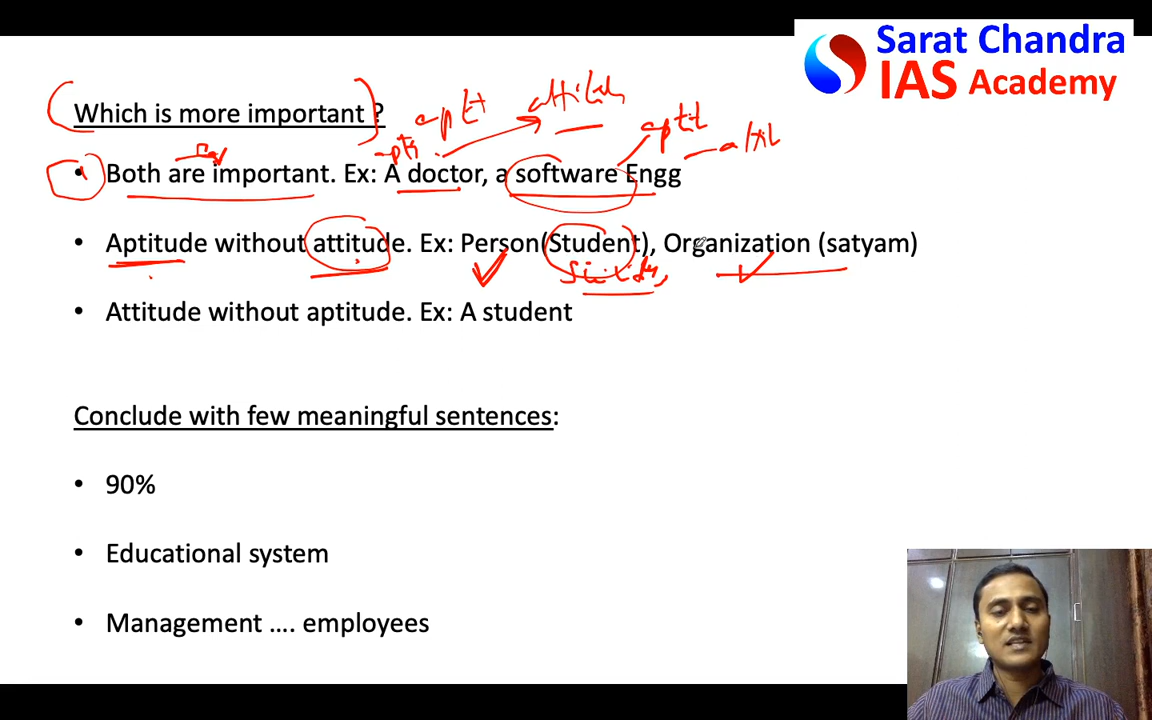 Sarat Chandra
IAS Academy
Which is more important ?
aptt
• Both are important. Ex: A doctor, a software Engg
• Aptitude without attitude. Ex: Person(Student), Organization (satyam)
• Attitude without aptitude. Ex: A student
Conclude with few meaningful sentences:
• 90%
• Educational system
• Management .... employees